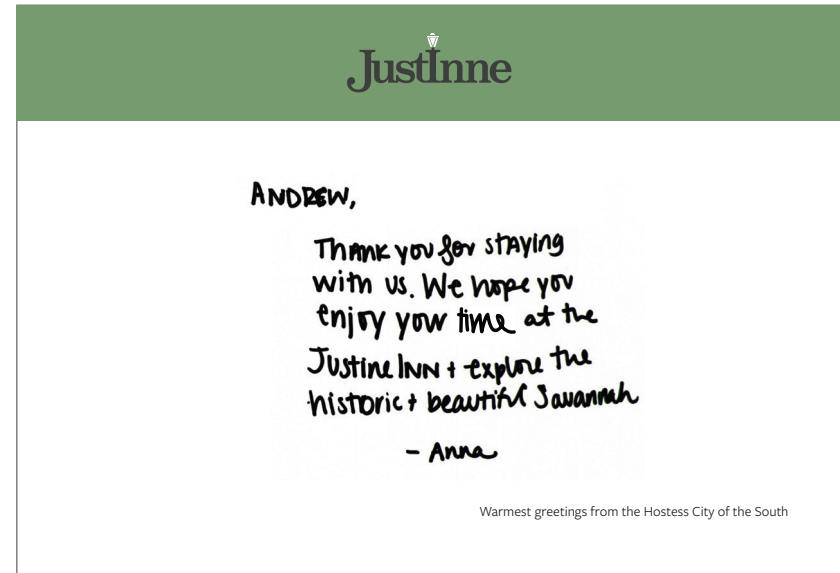 JustInne
ANDREW,
Thank you for staying
with us. We hope you
enjoy your time at the
Justine INN + explore the
historic + beautiful Savannah
- Anna
Warmest greetings from the Hostess City of the South